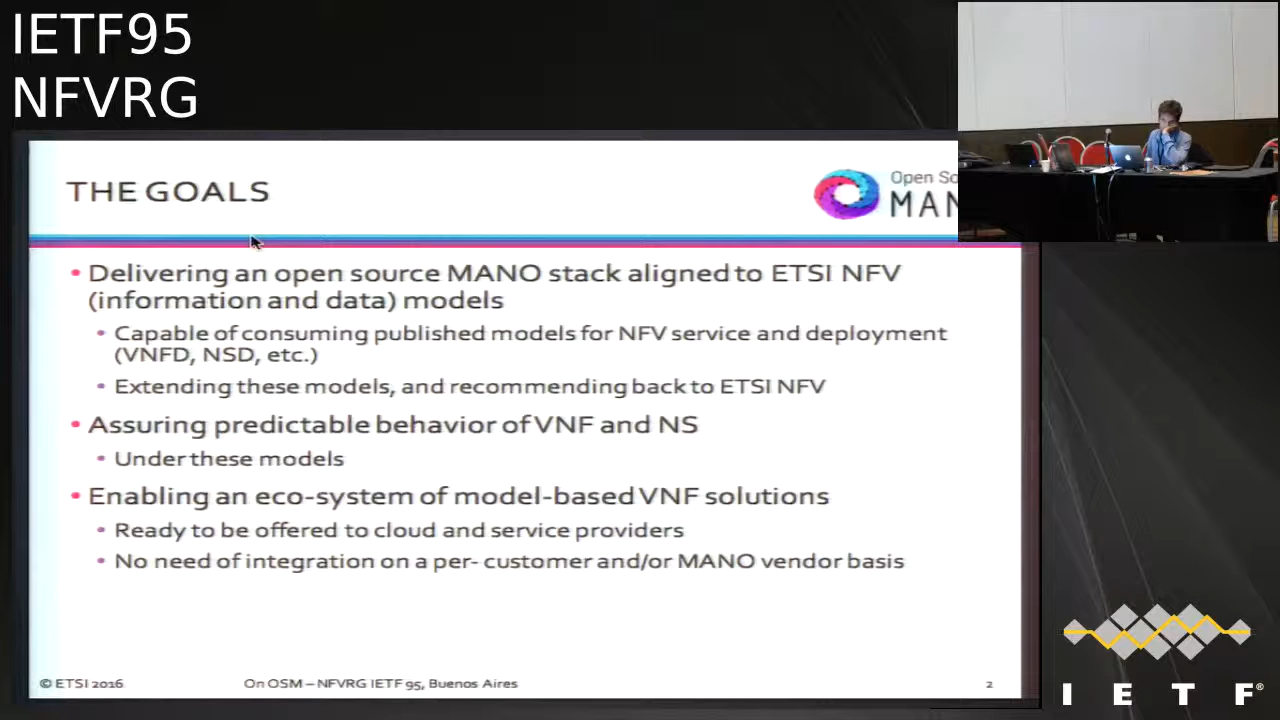 IETF95
NFVRG
THE GOALS
Open
MAN
• Delivering an open source MANO stack aligned to ETSI NFV
(information and data) models
• Capable of consuming published models for NFV service and deployment
(VNFD, NSD, etc.)
• Extending these models, and recommending back to ETSI NFV
• Assuring predictable behavior of VNF and NS
• Under these models
• Enabling an eco-system of model-based VNF solutions
• Ready to be offered to cloud and service providers
• No need of integration on a per- customer and/or MANO vendor basis
© ETSI 2016
On OSM – NFVRG IETF 95, Buenos Aires
2
I E T F®